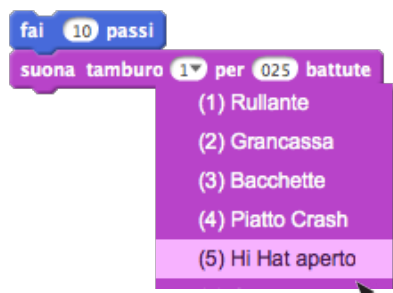 fai 10 passi
suona tamburo 1 per 025 battute
(1) Rullante
(2) Grancassa
(3) Bacchette
(4) Piatto Crash
(5) Hi Hat aperto